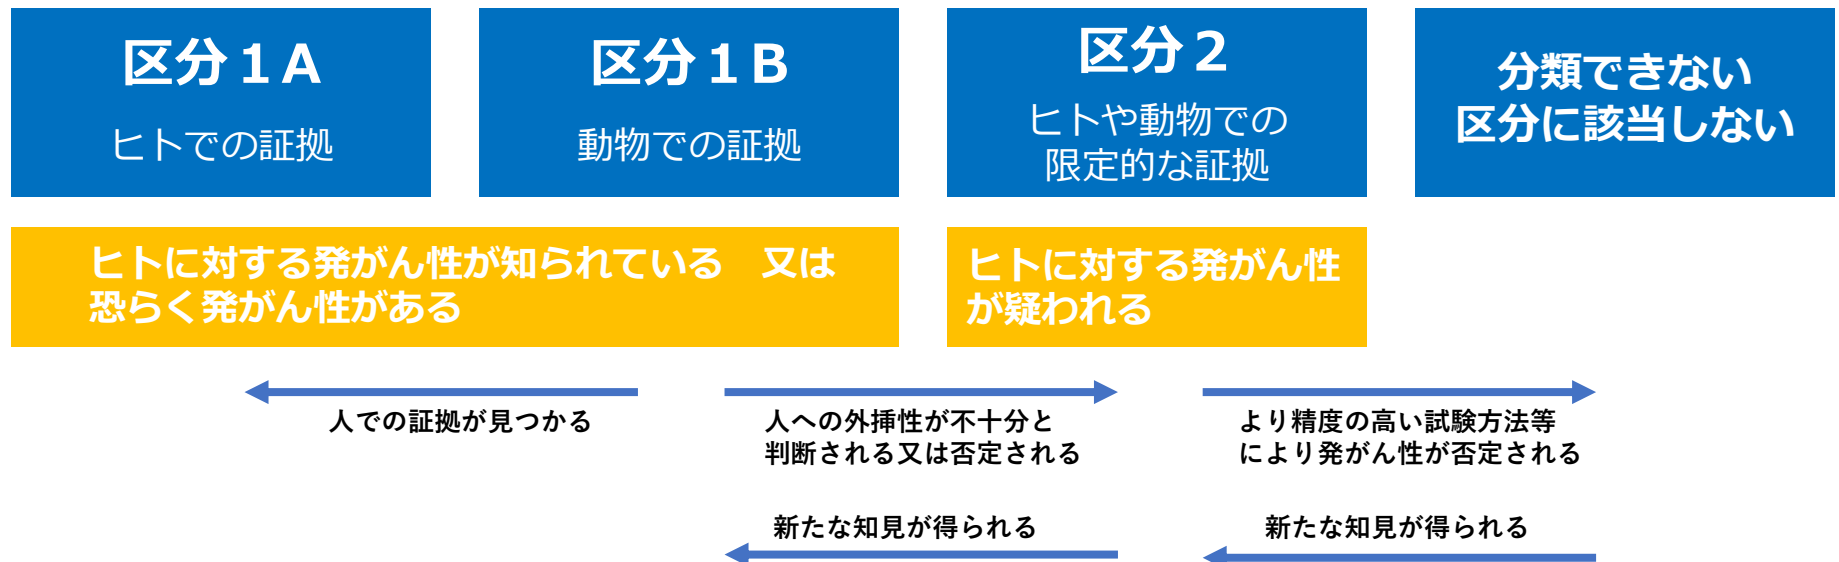 区分１A
ヒトでの証拠
区分１B
動物での証拠
区分２
ヒトや動物での
限定的な証拠
分類できない
区分に該当しない
ヒトに対する発がん性が知られている　又は
恐らく発がん性がある
ヒトに対する発がん性
が疑われる
人での証拠が見つかる
人への外挿性が不十分と
判断される又は否定される
より精度の高い試験方法等
により発がん性が否定される
新たな知見が得られる
新たな知見が得られる